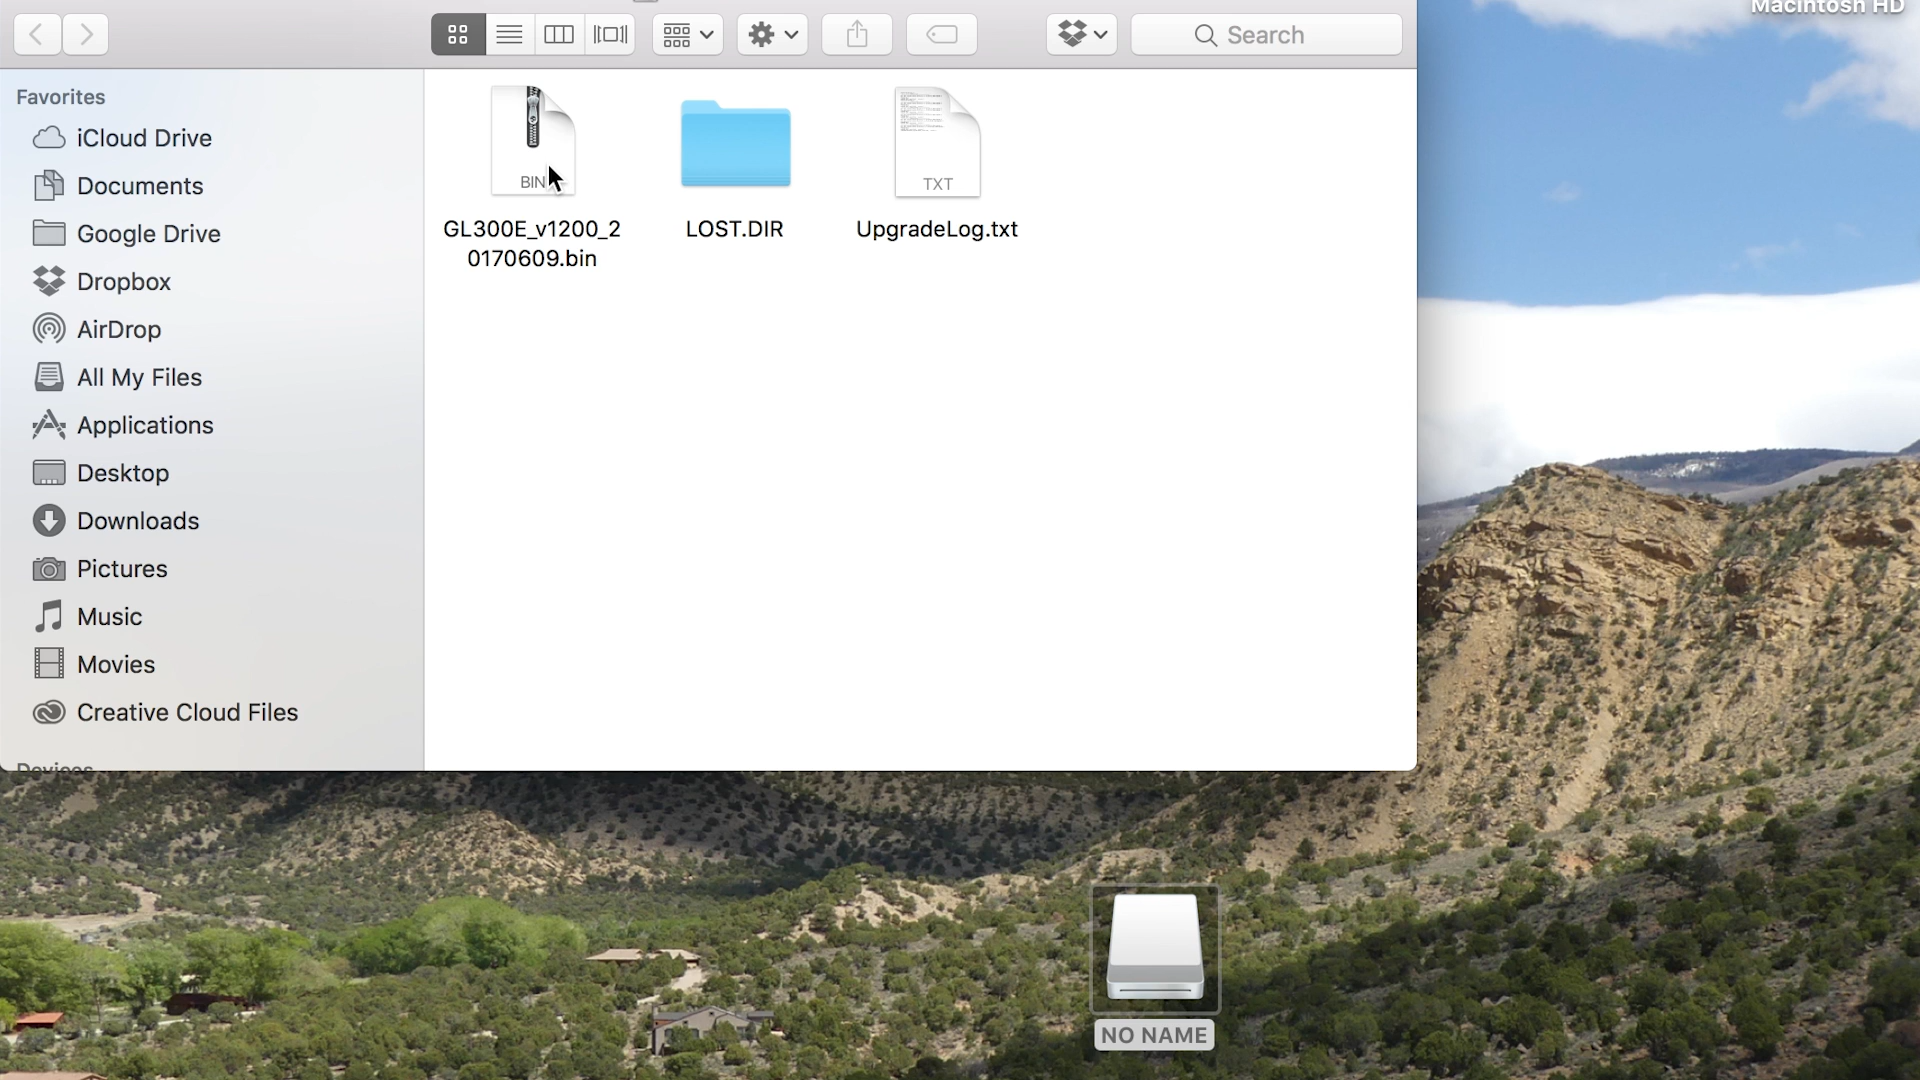 Macintosh HD
Search
Favorites
iCloud Drive
Documents
Google Drive
Dropbox
AirDrop
All My Files
Applications
Desktop
Downloads
Pictures
Music
Movies
Creative Cloud Files
Devices
BIN
GL300E_v1200_2
0170609.bin
LOST.DIR
TXT
UpgradeLog.txt
NO NAME